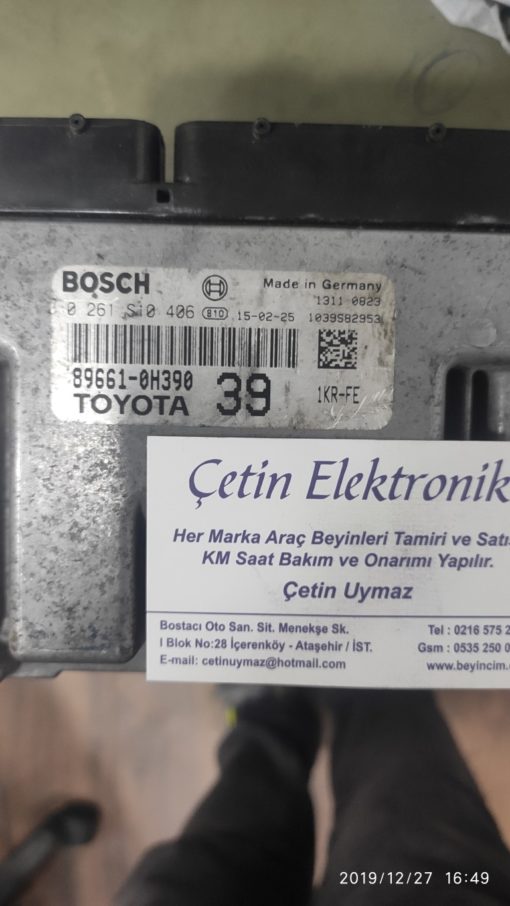 BOSCH
Made in Germany
1311 0823
0 261 S10 406 810 15-02-25 1039S82953
89661-0H390
TOYOTA 39 1KR-FE
Çetin Elektronik
Her Marka Araç Beyinleri Tamiri ve
KM Saat Bakım ve Onarımı Yapılır.
Çetin Uymaz
Bostacı Oto San. Sit. Menekşe Sk.
I Blok No:28 İçerenköy - Ataşehir / İST.
E-mail: cetinuymaz@hotmail.com
Tel : 0216 575
Gsm : 0535 250
www.beyincim.
2019/12/27 16:49